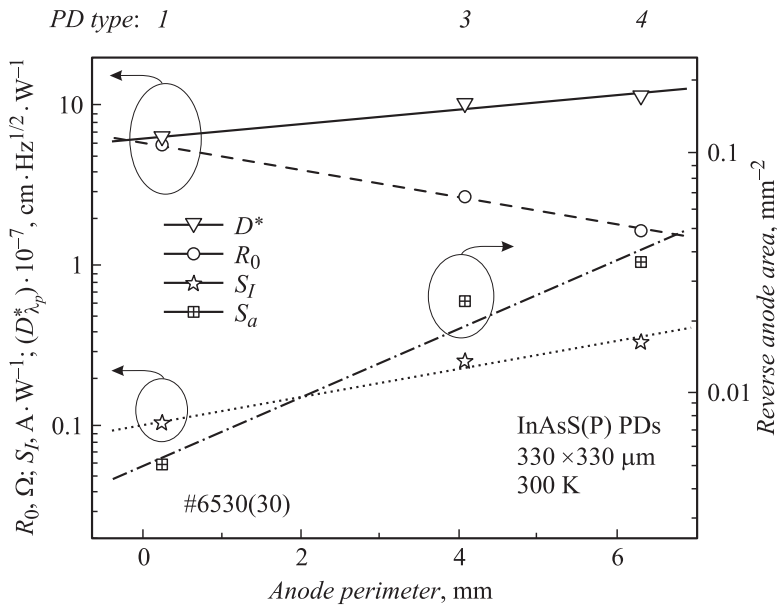 PD type: 1 3 4
10
1
0.1
R0, Ω; SI, A·W−1; (D*λp)·10−7, cm·Hz1/2·W−1
D*
R0
SI
Sa
InAsS(P) PDs
330 ×330 μm
300 K
#6530(30)
0.1
0.01
Reverse anode area, mm−2
0 2 4 6
Anode perimeter, mm